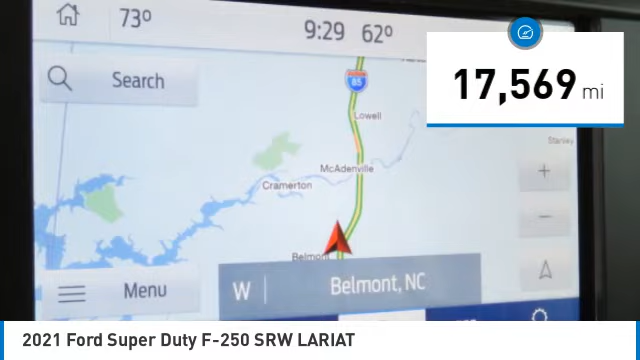 73°
9:29
62°
17,569 mi
Search
85
Lowell
Stanley
McAdenville
Cramerton
+
−
Belmont
W
Belmont, NC
Menu
2021 Ford Super Duty F-250 SRW LARIAT